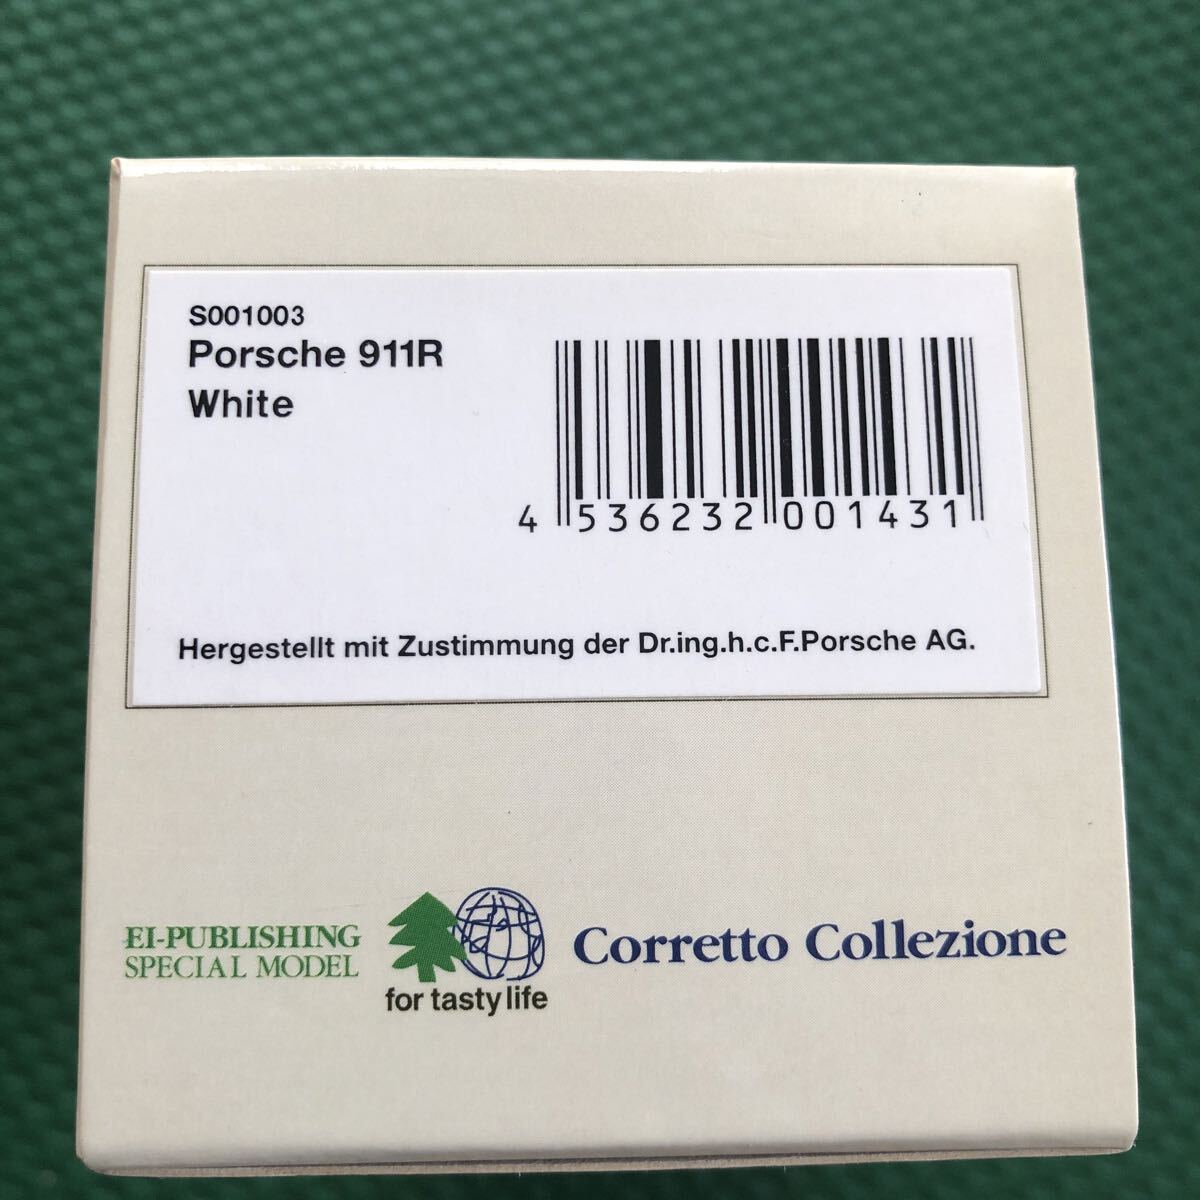 S001003
Porsche 911R
White
4 536232 001431
Hergestellt mit Zustimmung der Dr.ing.h.c.F.Porsche AG.
EI-PUBLISHING
SPECIAL MODEL
for tasty life
Corretto Collezione